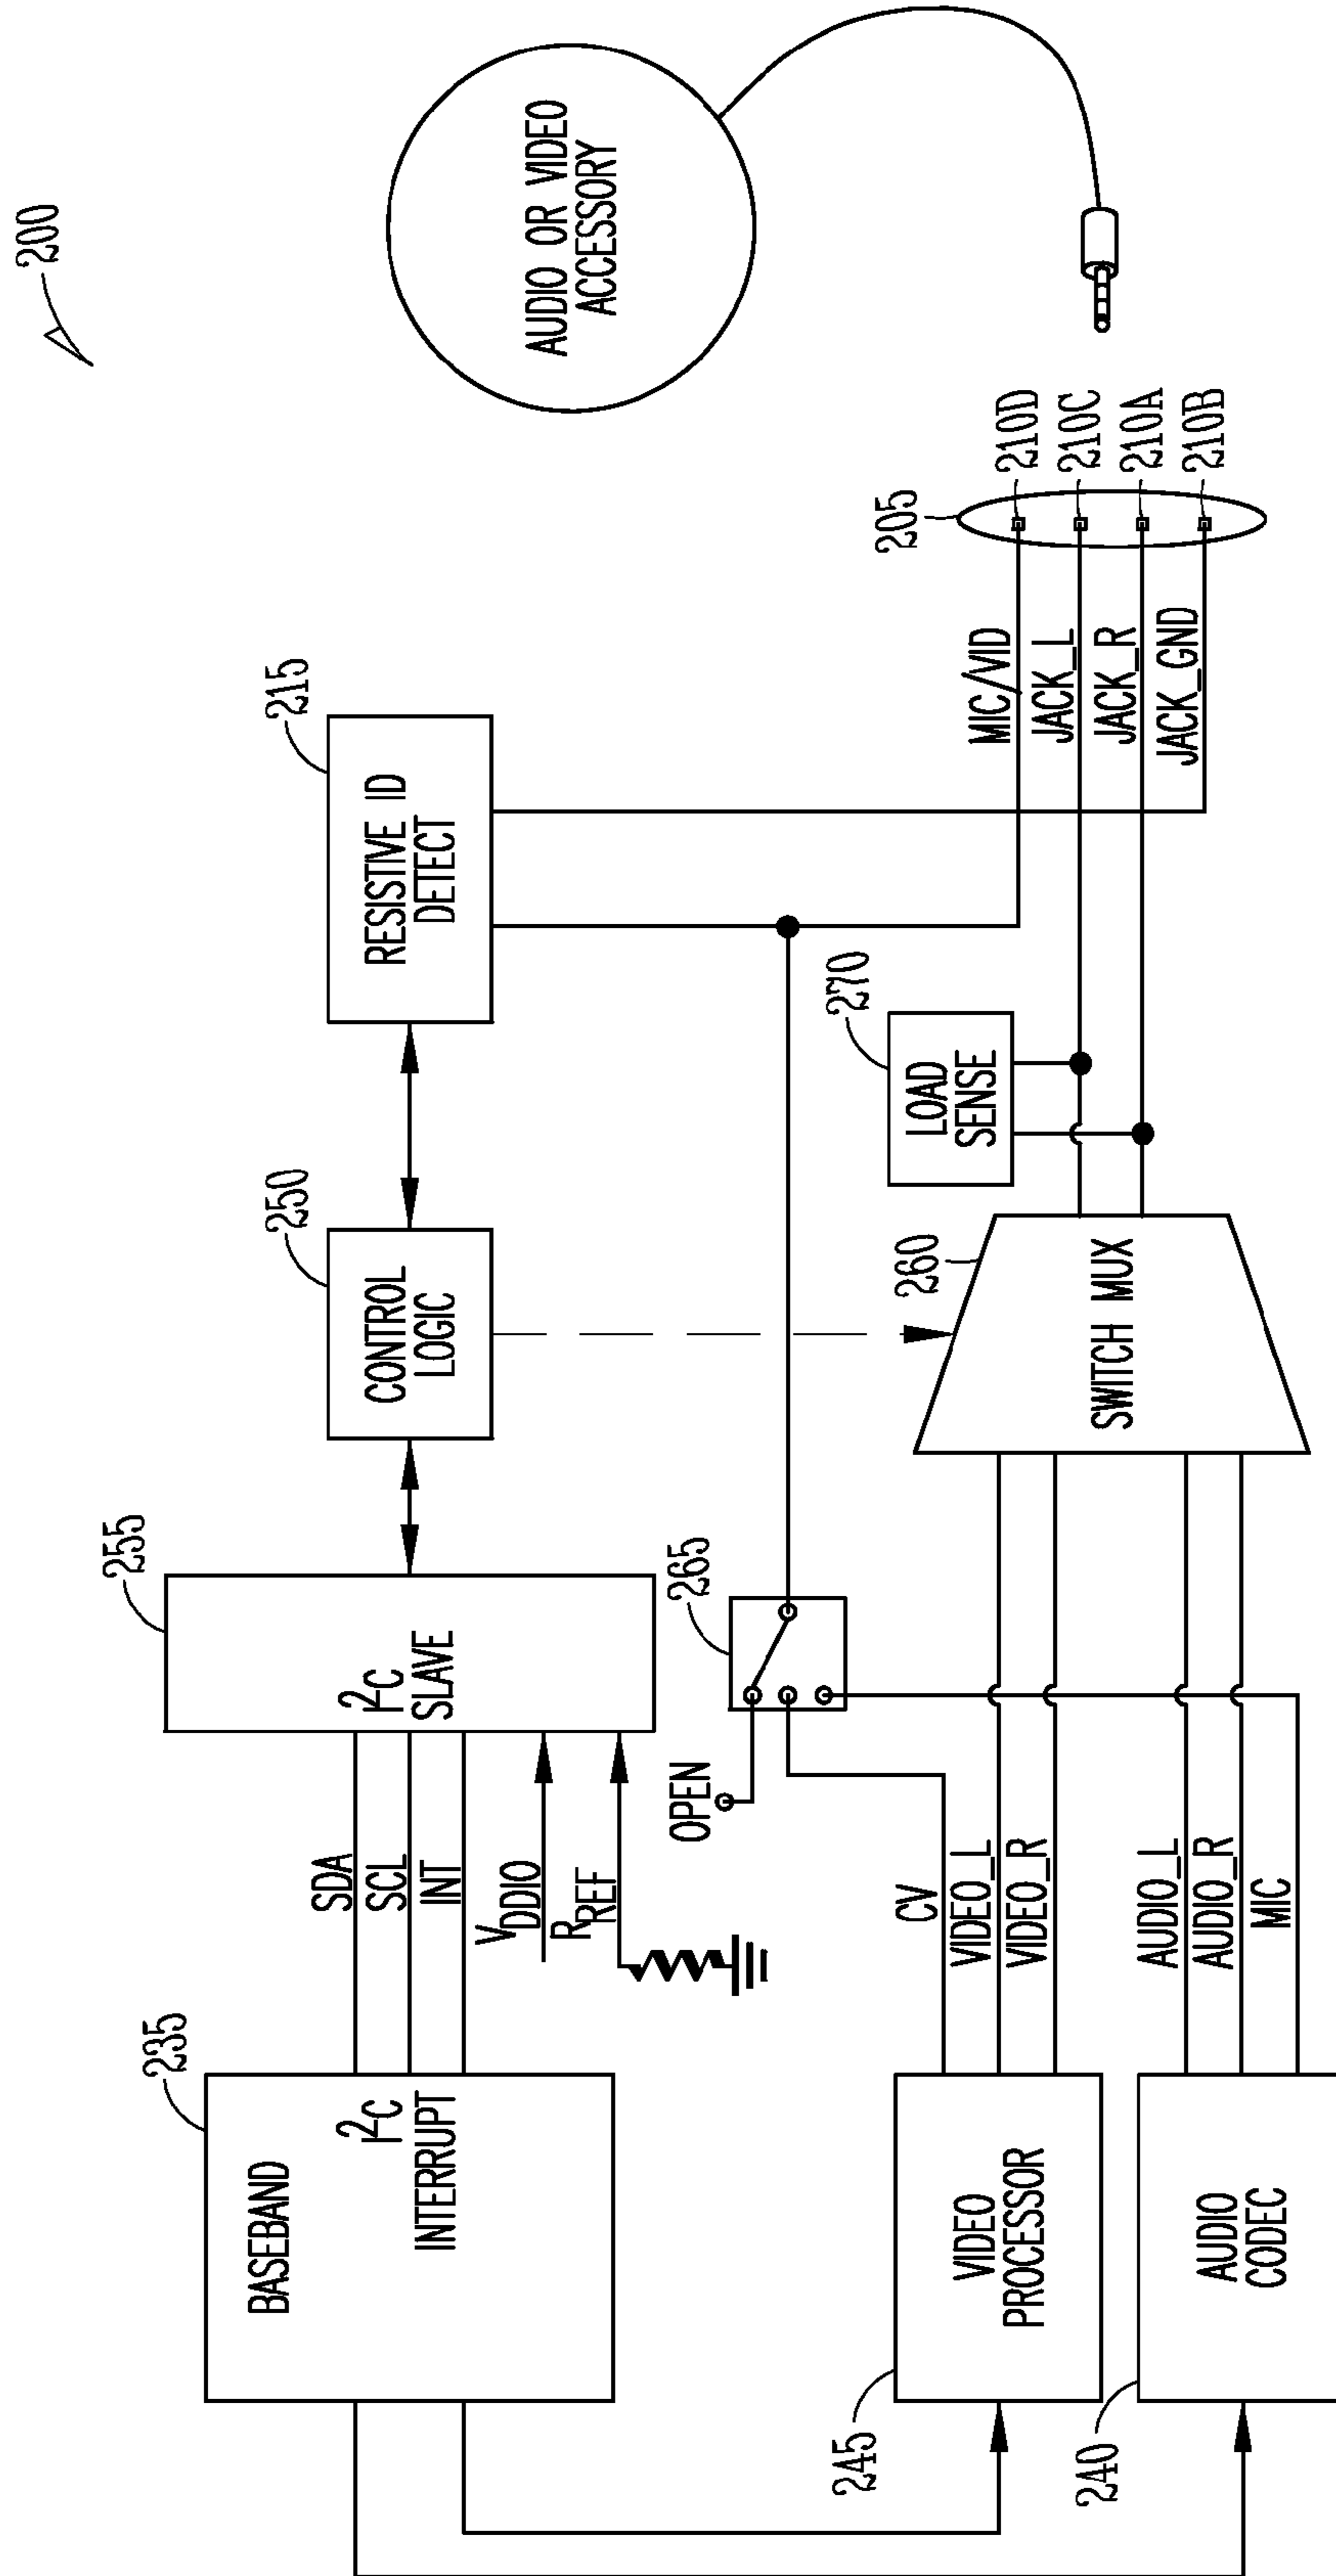 200
AUDIO OR VIDEO
ACCESSORY
235
BASEBAND
I²C
INTERRUPT
SDA
SCL
INT
VDDIO
RREF
255
I²C
SLAVE
250
CONTROL
LOGIC
215
RESISTIVE ID
DETECT
OPEN
265
270
LOAD
SENSE
205
245
VIDEO
PROCESSOR
CV
VIDEO_L
VIDEO_R
260
SWITCH MUX
MIC/VID
JACK_L
JACK_R
JACK_GND
210D
210C
210A
210B
240
AUDIO
CODEC
AUDIO_L
AUDIO_R
MIC